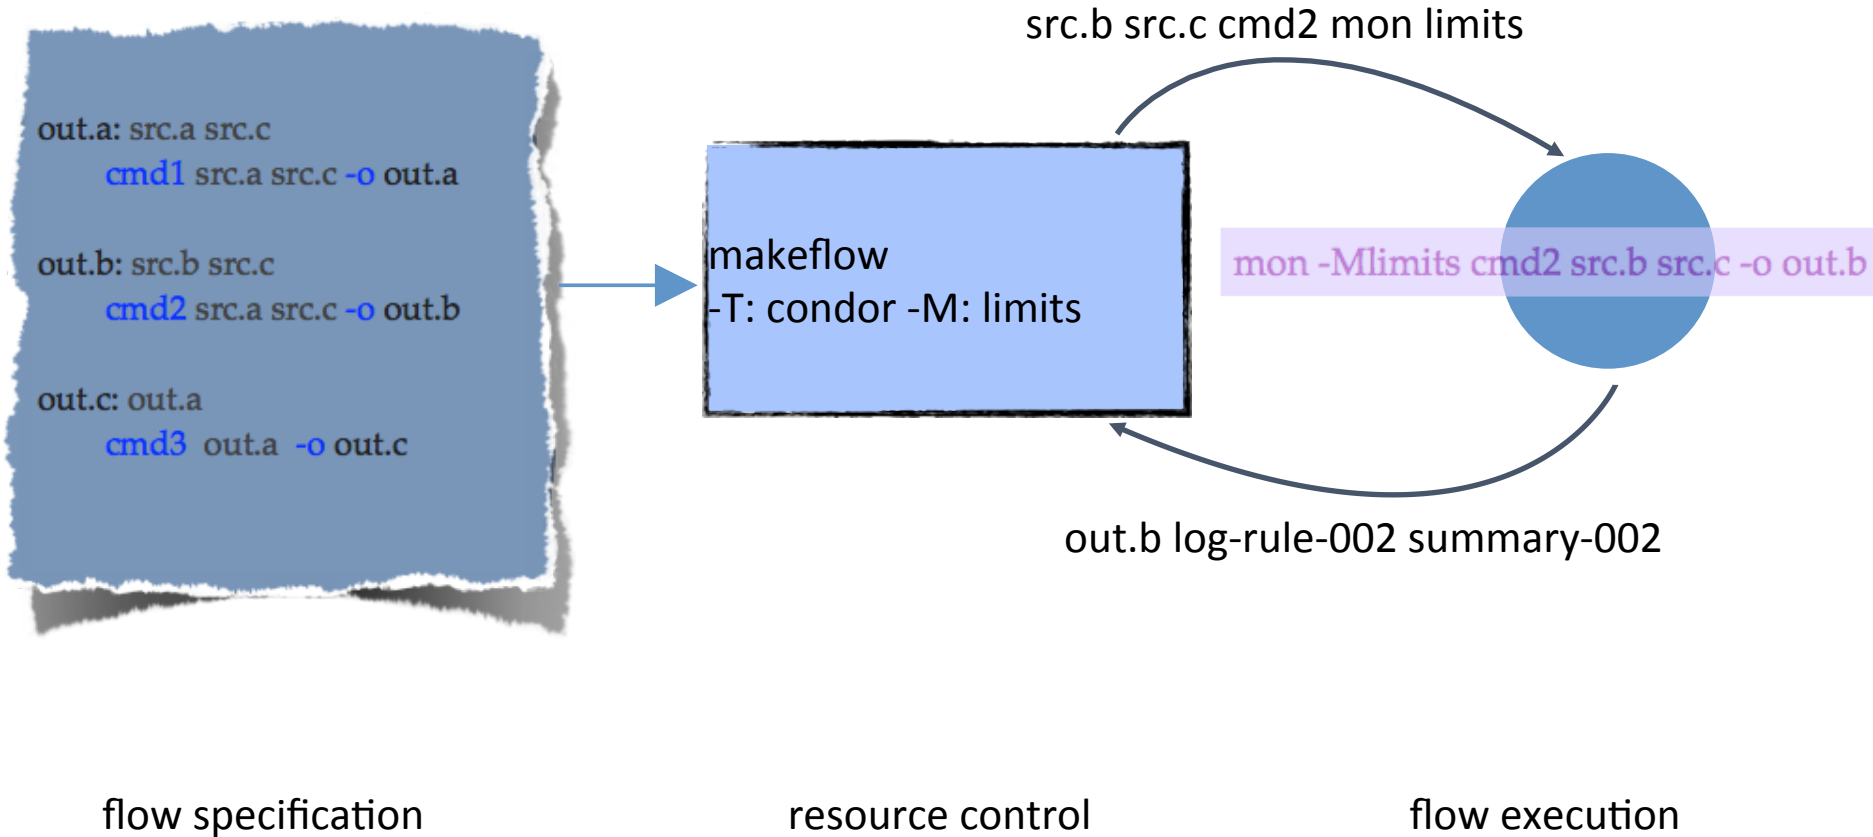 src.b src.c cmd2 mon limits
out.a: src.a src.c
cmd1 src.a src.c -o out.a
out.b: src.b src.c
cmd2 src.a src.c -o out.b
out.c: out.a
cmd3 out.a -o out.c
makeflow
-T: condor -M: limits
mon -Mlimits cmd2 src.b src.c -o out.b
out.b log-rule-002 summary-002
flow specification
resource control
flow execution